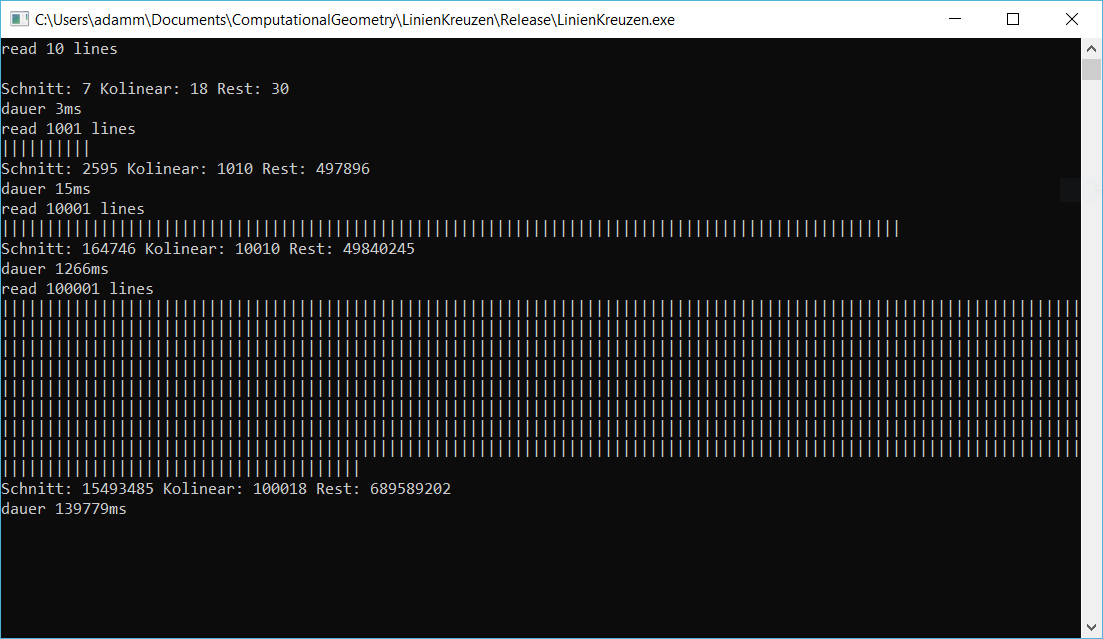 C:\Users\adamm\Documents\ComputationalGeometry\LinienKreuzen\Release\LinienKreuzen.exe
read 10 lines
Schnitt: 7 Kolinear: 18 Rest: 30
dauer 3ms
read 1001 lines
||||||||||
Schnitt: 2595 Kolinear: 1010 Rest: 497896
dauer 15ms
read 10001 lines
||||||||||||||||||||||||||||||||||||||||||||||||||||||||||||||||||||||||||||||||||||||||||||||||||||
Schnitt: 164746 Kolinear: 10010 Rest: 49840245
dauer 1266ms
read 100001 lines
||||||||||||||||||||||||||||||||||||||||||||||||||||||||||||||||||||||||||||||||||||||||||||||||||||||||||||||||||||||||
||||||||||||||||||||||||||||||||||||||||||||||||||||||||||||||||||||||||||||||||||||||||||||||||||||||||||||||||||||||||
||||||||||||||||||||||||||||||||||||||||||||||||||||||||||||||||||||||||||||||||||||||||||||||||||||||||||||||||||||||||
||||||||||||||||||||||||||||||||||||||||||||||||||||||||||||||||||||||||||||||||||||||||||||||||||||||||||||||||||||||||
||||||||||||||||||||||||||||||||||||||||||||||||||||||||||||||||||||||||||||||||||||||||||||||||||||||||||||||||||||||||
||||||||||||||||||||||||||||||||||||||||||||||||||||||||||||||||||||||||||||||||||||||||||||||||||||||||||||||||||||||||
||||||||||||||||||||||||||||||||||||||||||||||||||||||||||||||||||||||||||||||||||||||||||||||||||||||||||||||||||||||||
||||||||||||||||||||||||||||||||||||||||||||||||||||||||||||||||||||||||||||||||||||||||||||||||||||||||||||||||||||||||
||||||||||||||||||||||||||||||||||||||||
Schnitt: 15493485 Kolinear: 100018 Rest: 689589202
dauer 139779ms